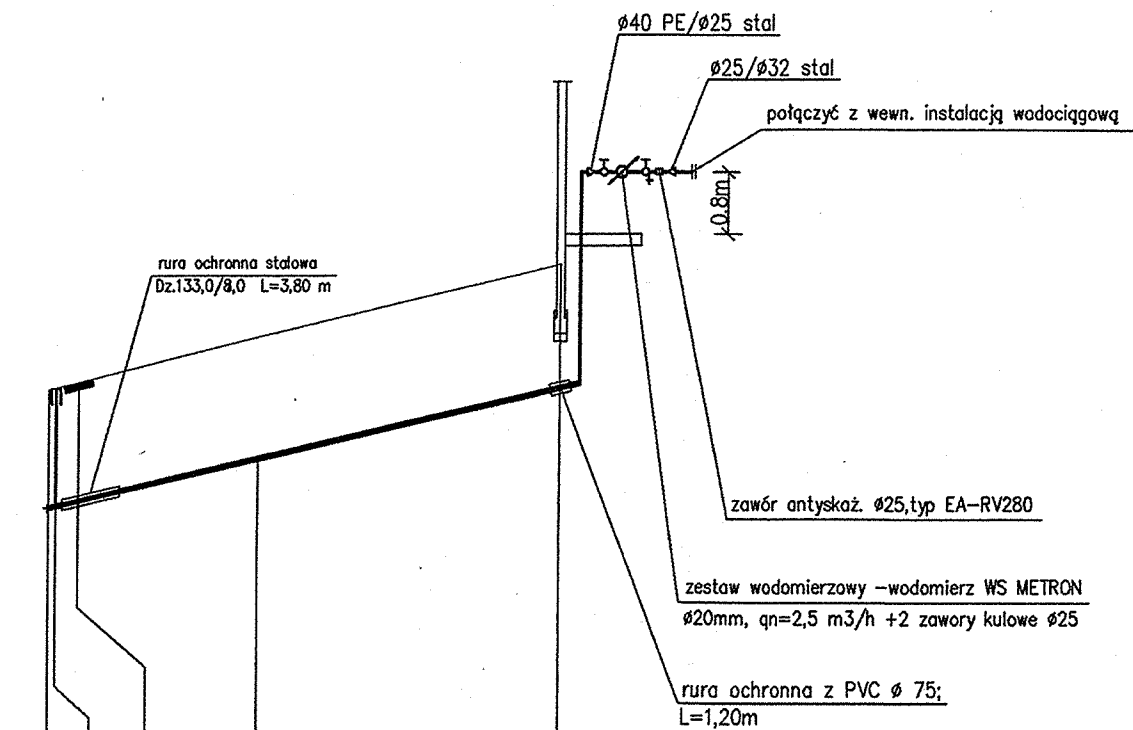 ø40 PE/ø25 stal
ø25/ø32 stal
połączyć z wewn. instalacją wodociągową
0.8m
rura ochronna stalowa
Dz.133,0/8,0 L=3,80 m
zawór antyskaż. ø25,typ EA-RV280
zestaw wodomierzowy -wodomierz WS METRON
ø20mm, qn=2,5 m3/h +2 zawory kulowe ø25
rura ochronna z PVC ø 75;
L=1,20m